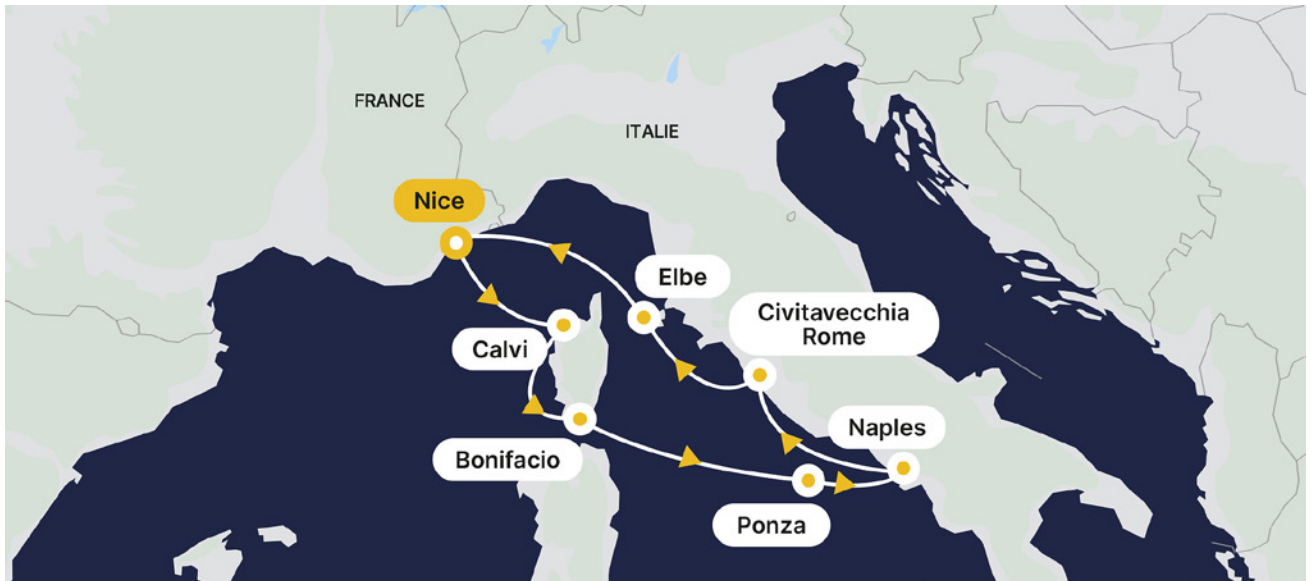 FRANCE
ITALIE
Nice
Elbe
Civitavecchia
Rome
Calvi
Naples
Bonifacio
Ponza